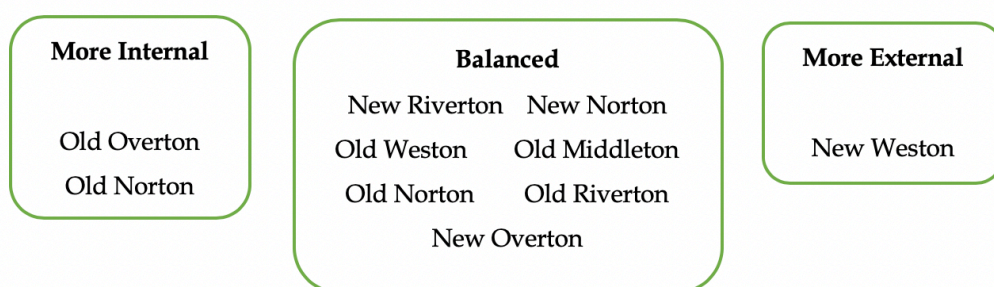 More Internal
Old Overton
Old Norton
Balanced
New Riverton New Norton
Old Weston Old Middleton
Old Norton Old Riverton
New Overton
More External
New Weston